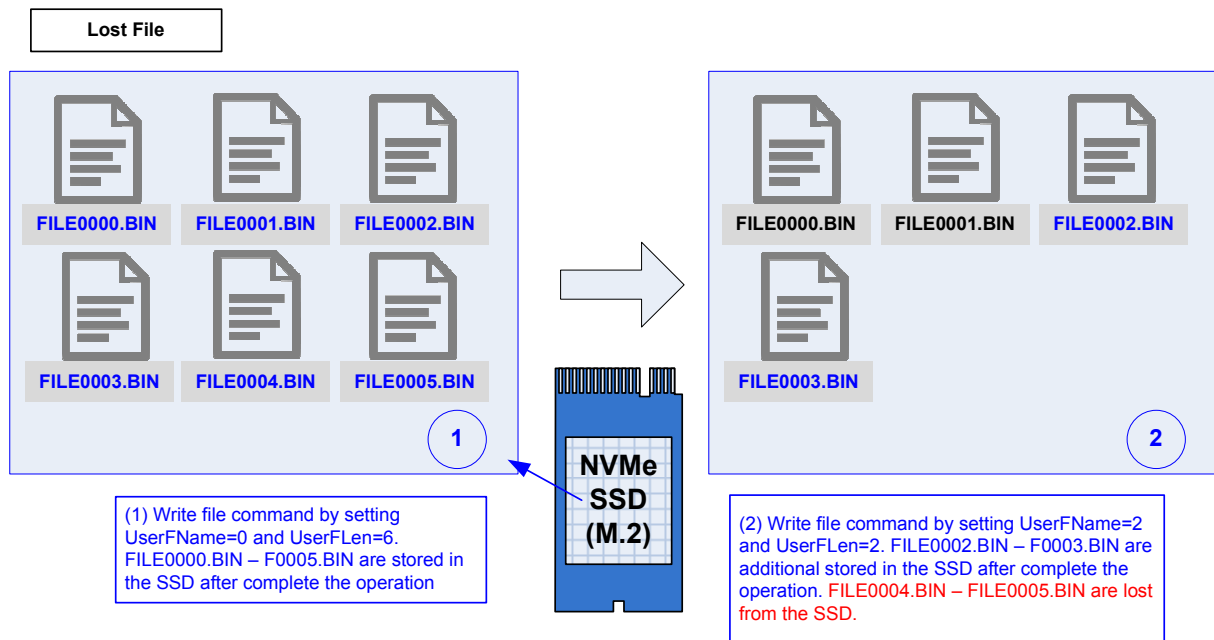 Lost File
FILE0000.BIN FILE0001.BIN FILE0002.BIN
FILE0003.BIN FILE0004.BIN FILE0005.BIN
1
(1) Write file command by setting
UserFName=0 and UserFLen=6.
FILE0000.BIN – F0005.BIN are stored in
the SSD after complete the operation
NVMe
SSD
(M.2)
FILE0000.BIN FILE0001.BIN FILE0002.BIN
FILE0003.BIN
2
(2) Write file command by setting UserFName=2
and UserFLen=2. FILE0002.BIN – F0003.BIN are
additional stored in the SSD after complete the
operation. FILE0004.BIN – FILE0005.BIN are lost
from the SSD.